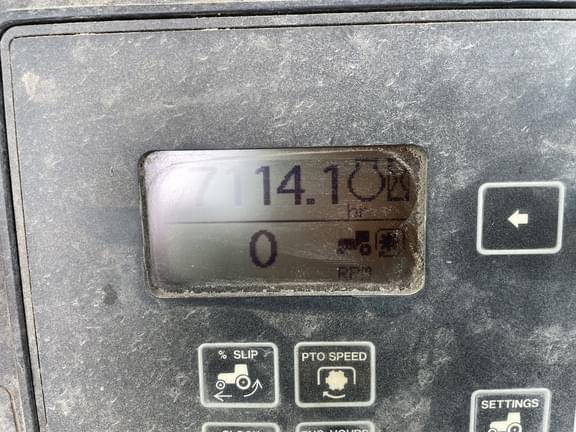 7114.1
hr
0
RPM
% SLIP
PTO SPEED
SETTINGS